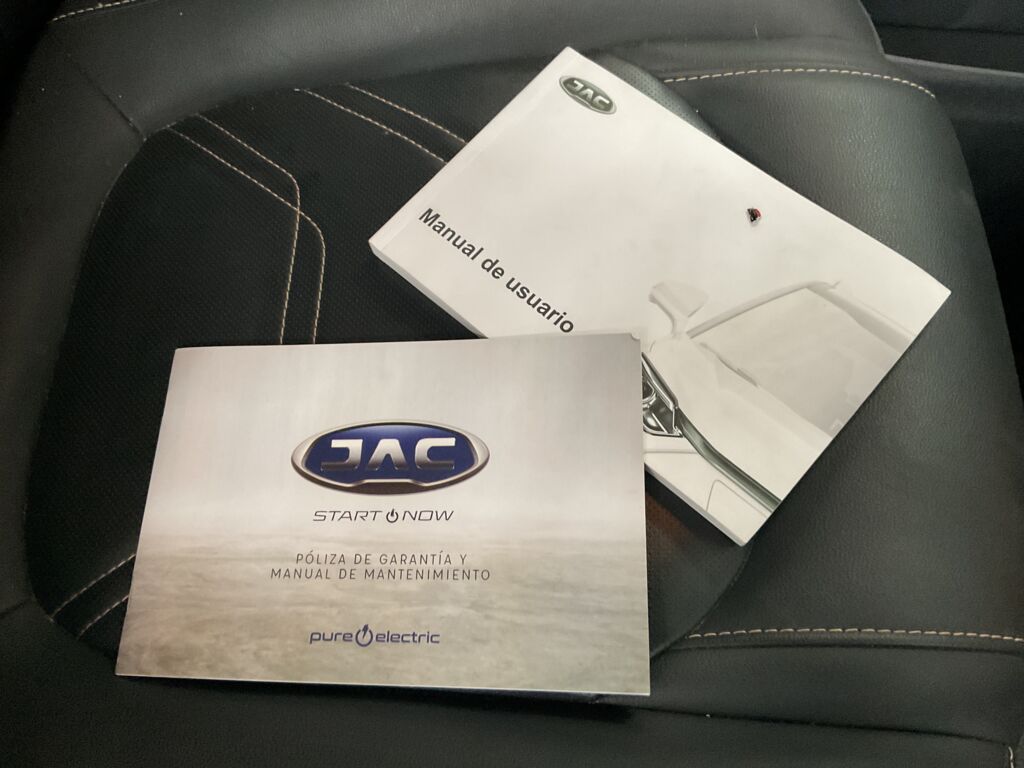 JAC
Manual de usuario
JAC
START NOW
PÓLIZA DE GARANTÍA Y
MANUAL DE MANTENIMIENTO
pure electric